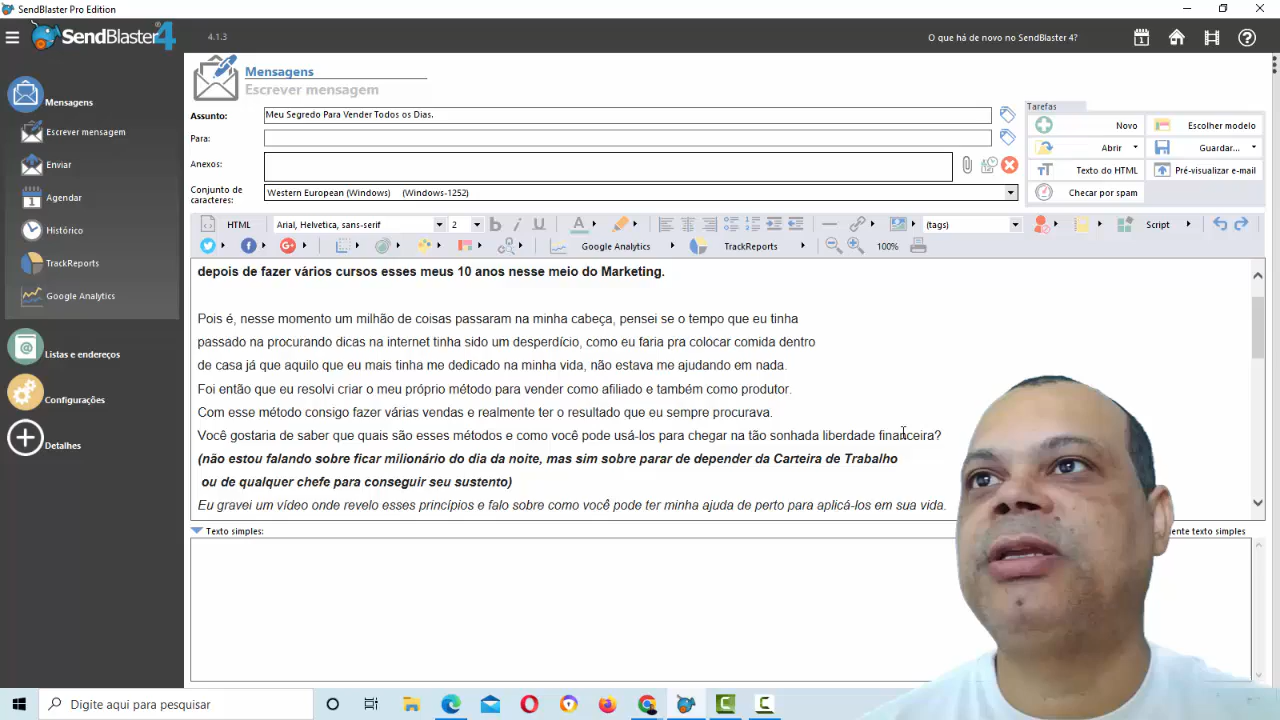 SendBlaster Pro Edition
SendBlaster 4
4.1.3
O que há de novo no SendBlaster 4?
Mensagens
Escrever mensagem
Mensagens
Escrever mensagem
Enviar
Agendar
Histórico
TrackReports
Google Analytics
Listas e endereços
Configurações
Detalhes
Assunto:
Meu Segredo Para Vender Todos os Dias.
Para:
Anexos:
Conjunto de
caracteres:
Western European (Windows) (Windows-1252)
Tarefas
Novo
Escolher modelo
Abrir
Guardar...
Texto do HTML
Pré-visualizar e-mail
Checar por spam
HTML
Arial, Helvetica, sans-serif
2
b i U
A
(tags)
Script
Google Analytics
TrackReports
100%
depois de fazer vários cursos esses meus 10 anos nesse meio do Marketing.
Pois é, nesse momento um milhão de coisas passaram na minha cabeça, pensei se o tempo que eu tinha
passado na procurando dicas na internet tinha sido um desperdício, como eu faria pra colocar comida dentro
de casa já que aquilo que eu mais tinha me dedicado na minha vida, não estava me ajudando em nada.
Foi então que eu resolvi criar o meu próprio método para vender como afiliado e também como produtor.
Com esse método consigo fazer várias vendas e realmente ter o resultado que eu sempre procurava.
Você gostaria de saber que quais são esses métodos e como você pode usá-los para chegar na tão sonhada liberdade financeira?
(não estou falando sobre ficar milionário do dia da noite, mas sim sobre parar de depender da Carteira de Trabalho
ou de qualquer chefe para conseguir seu sustento)
Eu gravei um vídeo onde revelo esses princípios e falo sobre como você pode ter minha ajuda de perto para aplicá-los em sua vida.
Texto simples:
texto simples
Digite aqui para pesquisar